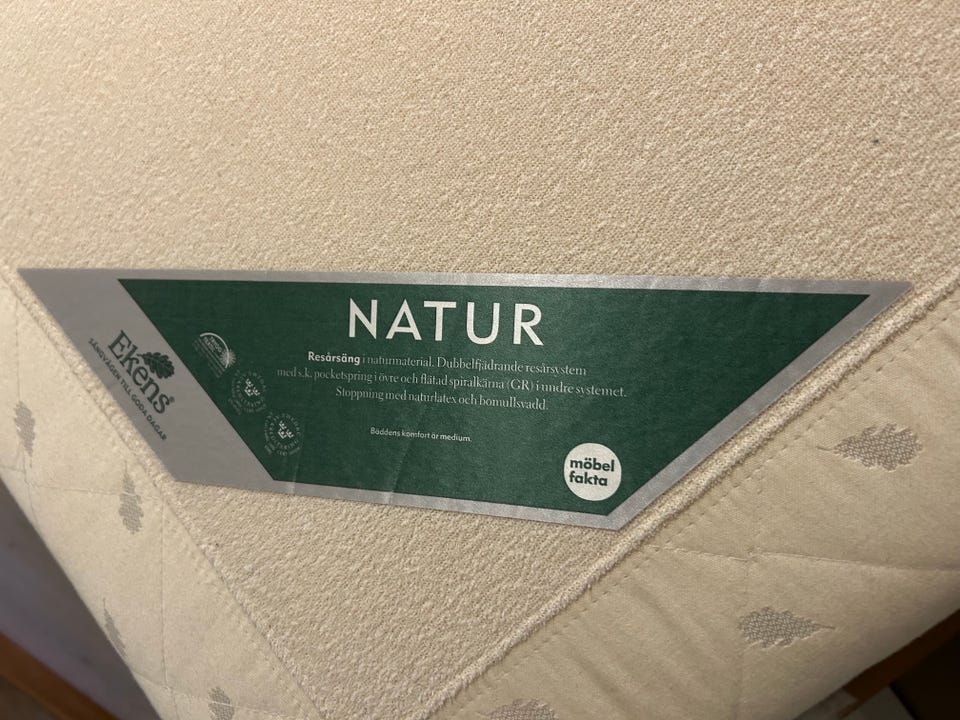 NATUR
Resårsäng i naturmaterial. Dubbelfjädrande resårsystem
med s.k. pocketspring i övre och flätad spiralkärna (GR) i undre systemet.
Stoppning med naturlatex och bomullsvadd.
Bäddens komfort är medium.
Ekens®
SÄNGVÄGEN TILL GODA DAGAR
möbel
fakta